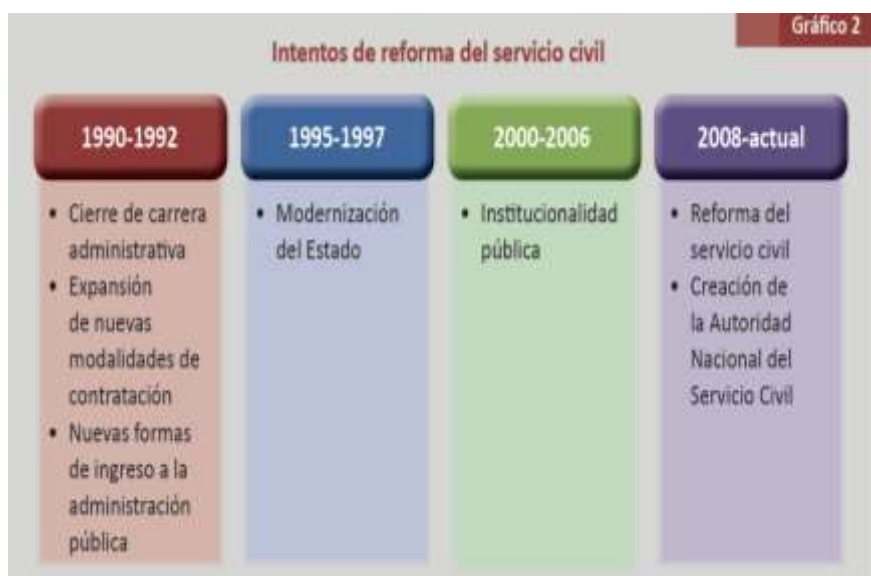 Gráfico 2
Intentos de reforma del servicio civil
1990-1992
• Cierre de carrera
administrativa
• Expansión
de nuevas
modalidades de
contratación
• Nuevas formas
de ingreso a la
administración
pública
1995-1997
• Modernización
del Estado
2000-2006
• Institucionalidad
pública
2008-actual
• Reforma del
servicio civil
• Creación de
la Autoridad
Nacional del
Servicio Civil